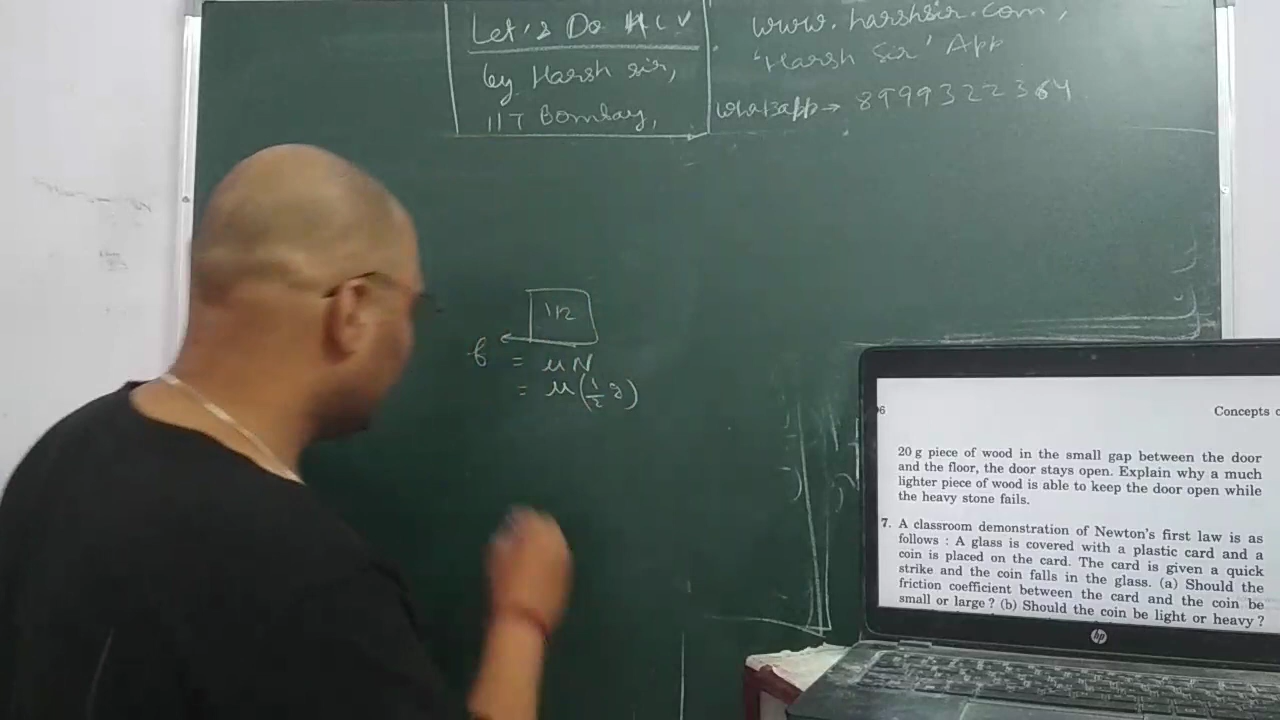 Let's Do HCV
by Harsh sir,
IIT Bombay,
www.harshsir.com,
'Harsh Sir' App
whatsapp → 8999322364
1/2
f = μN
= μ(1/2 g)
Concepts
20 g piece of wood in the small gap between the door
and the floor, the door stays open. Explain why a much
lighter piece of wood is able to keep the door open while
the heavy stone fails.
7. A classroom demonstration of Newton's first law is as
follows : A glass is covered with a plastic card and a
coin is placed on the card. The card is given a quick
strike and the coin falls in the glass. (a) Should the
friction coefficient between the card and the coin be
small or large ? (b) Should the coin be light or heavy ?
hp